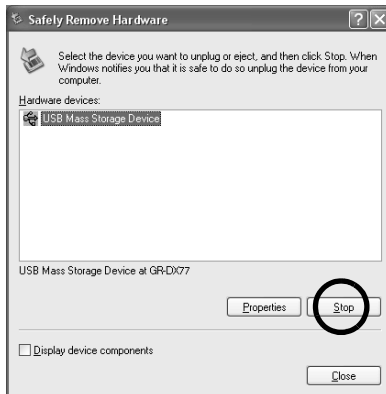 Safely Remove Hardware
Select the device you want to unplug or eject, and then click Stop. When
Windows notifies you that it is safe to do so unplug the device from your
computer.
Hardware devices:
USB Mass Storage Device
USB Mass Storage Device at GR-DX77
Properties
Stop
Display device components
Close